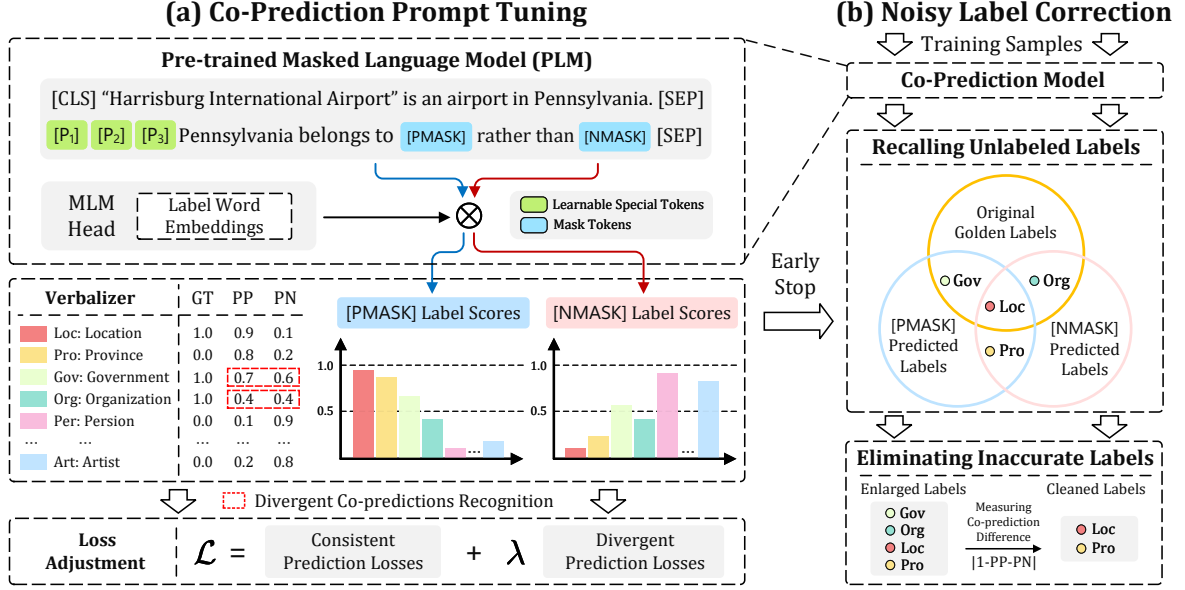 (a) Co-Prediction Prompt Tuning
Pre-trained Masked Language Model (PLM)
[CLS] “Harrisburg International Airport” is an airport in Pennsylvania. [SEP]
[P1] [P2] [P3] Pennsylvania belongs to [PMASK] rather than [NMASK] [SEP]
MLM Head
Label Word Embeddings
Learnable Special Tokens
Mask Tokens
Verbalizer GT PP PN
Loc: Location 1.0 0.9 0.1
Pro: Province 0.0 0.8 0.2
Gov: Government 1.0 0.7 0.6
Org: Organization 1.0 0.4 0.4
Per: Persion 0.0 0.1 0.9
... ... ... ... ...
Art: Artist 0.0 0.2 0.8
[PMASK] Label Scores
1.0
0.5
...
[NMASK] Label Scores
1.0
0.5
...
Divergent Co-predictions Recognition
Loss Adjustment
ℒ = Consistent Prediction Losses + λ Divergent Prediction Losses
Early Stop
(b) Noisy Label Correction
Training Samples
Co-Prediction Model
Recalling Unlabeled Labels
Original
Golden Labels
Gov
Org
Loc
[PMASK]
Predicted
Labels
Pro
[NMASK]
Predicted
Labels
Eliminating Inaccurate Labels
Enlarged Labels
Gov
Org
Loc
Pro
Measuring
Co-prediction
Difference
|1-PP-PN|
Cleaned Labels
Loc
Pro